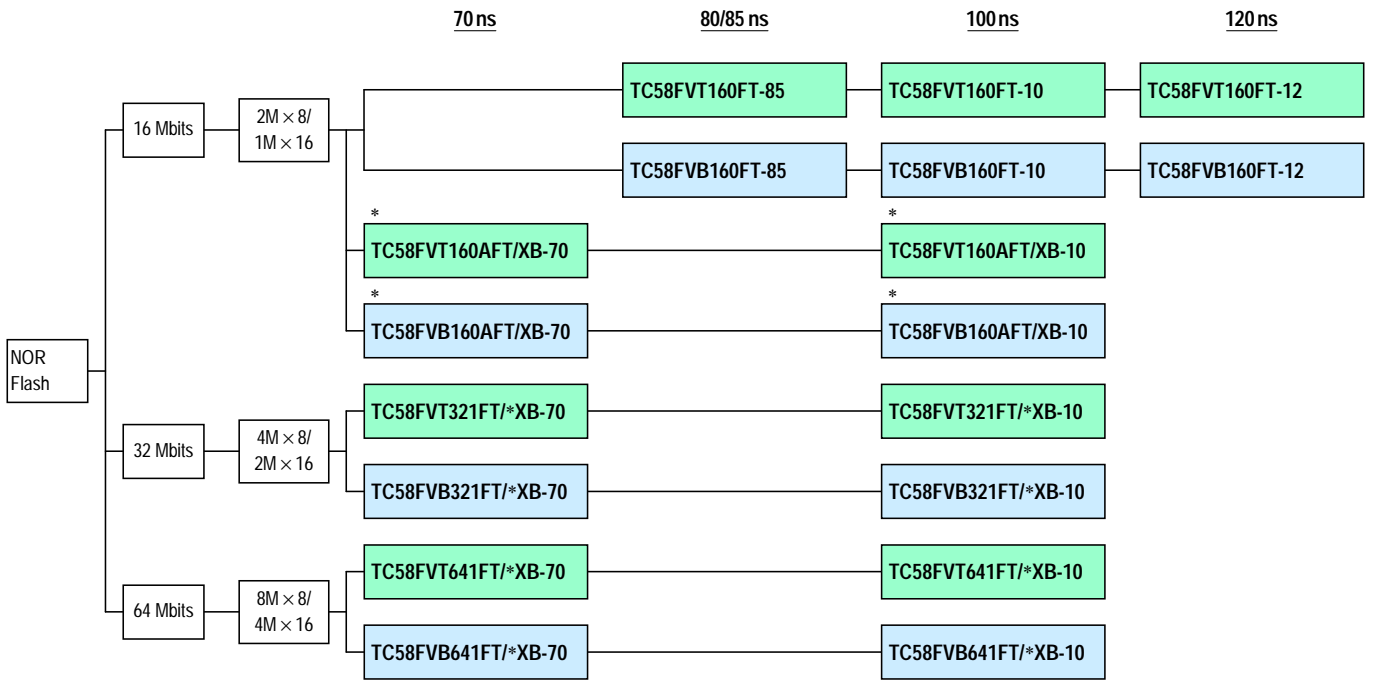 70 ns
80/85 ns
100 ns
120 ns
TC58FVT160FT-85
TC58FVT160FT-10
TC58FVT160FT-12
16 Mbits
2M × 8/
1M × 16
TC58FVB160FT-85
TC58FVB160FT-10
TC58FVB160FT-12
*
*
TC58FVT160AFT/XB-70
TC58FVT160AFT/XB-10
*
*
TC58FVB160AFT/XB-70
TC58FVB160AFT/XB-10
NOR
Flash
TC58FVT321FT/*XB-70
TC58FVT321FT/*XB-10
32 Mbits
4M × 8/
2M × 16
TC58FVB321FT/*XB-70
TC58FVB321FT/*XB-10
TC58FVT641FT/*XB-70
TC58FVT641FT/*XB-10
64 Mbits
8M × 8/
4M × 16
TC58FVB641FT/*XB-70
TC58FVB641FT/*XB-10